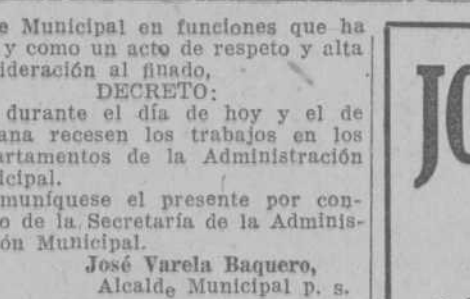 e Municipal en funciones que ha
y como un acto de respeto y alta
ideración al finado,
DECRETO:
durante el día de hoy y el de
ana recesen los trabajos en los
artamentos de la Administración
icipal.
muníquese el presente por con-
o de la Secretaría de la Adminis-
ón Municipal.
José Varela Baquero,
Alcalde Municipal p. s.
JO